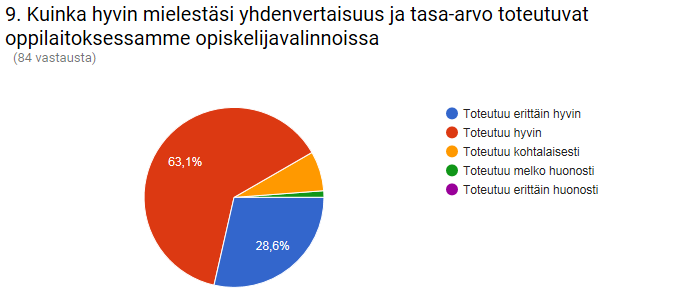 9. Kuinka hyvin mielestäsi yhdenvertaisuus ja tasa-arvo toteutuvat
oppilaitoksessamme opiskelijavalinnoissa
(84 vastausta)
63,1%
28,6%
Toteutuu erittäin hyvin
Toteutuu hyvin
Toteutuu kohtalaisesti
Toteutuu melko huonosti
Toteutuu erittäin huonosti